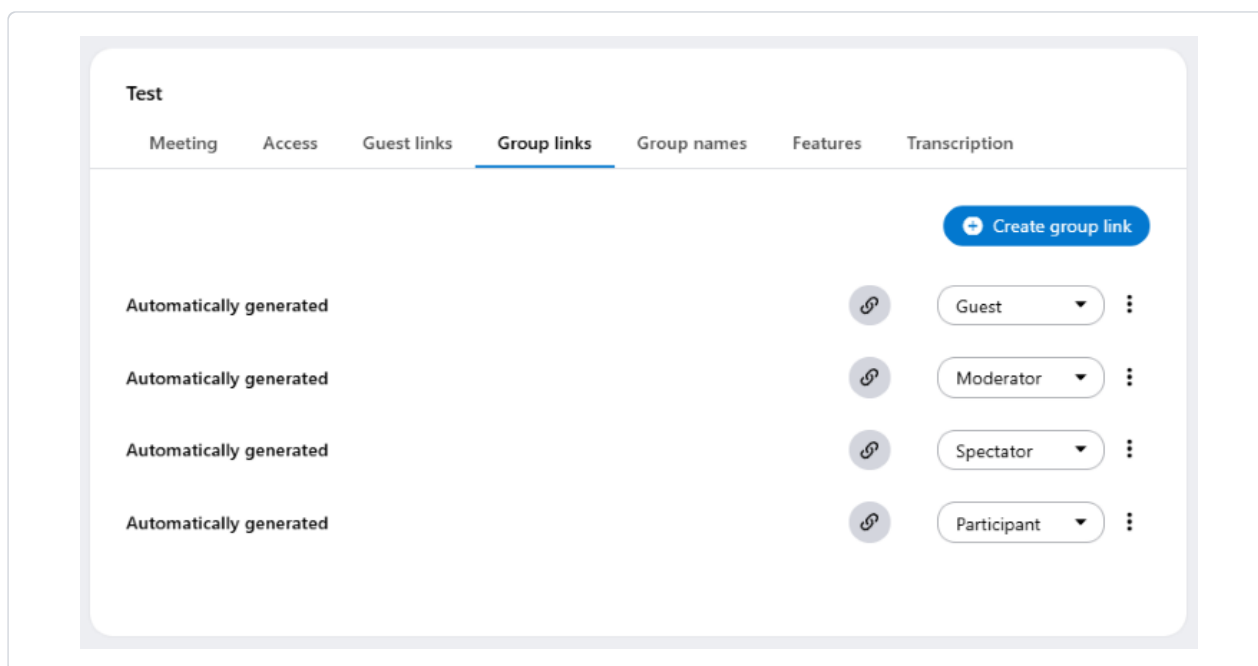 Test
Meeting Access Guest links Group links Group names Features Transcription
Create group link
Automatically generated Guest
Automatically generated Moderator
Automatically generated Spectator
Automatically generated Participant